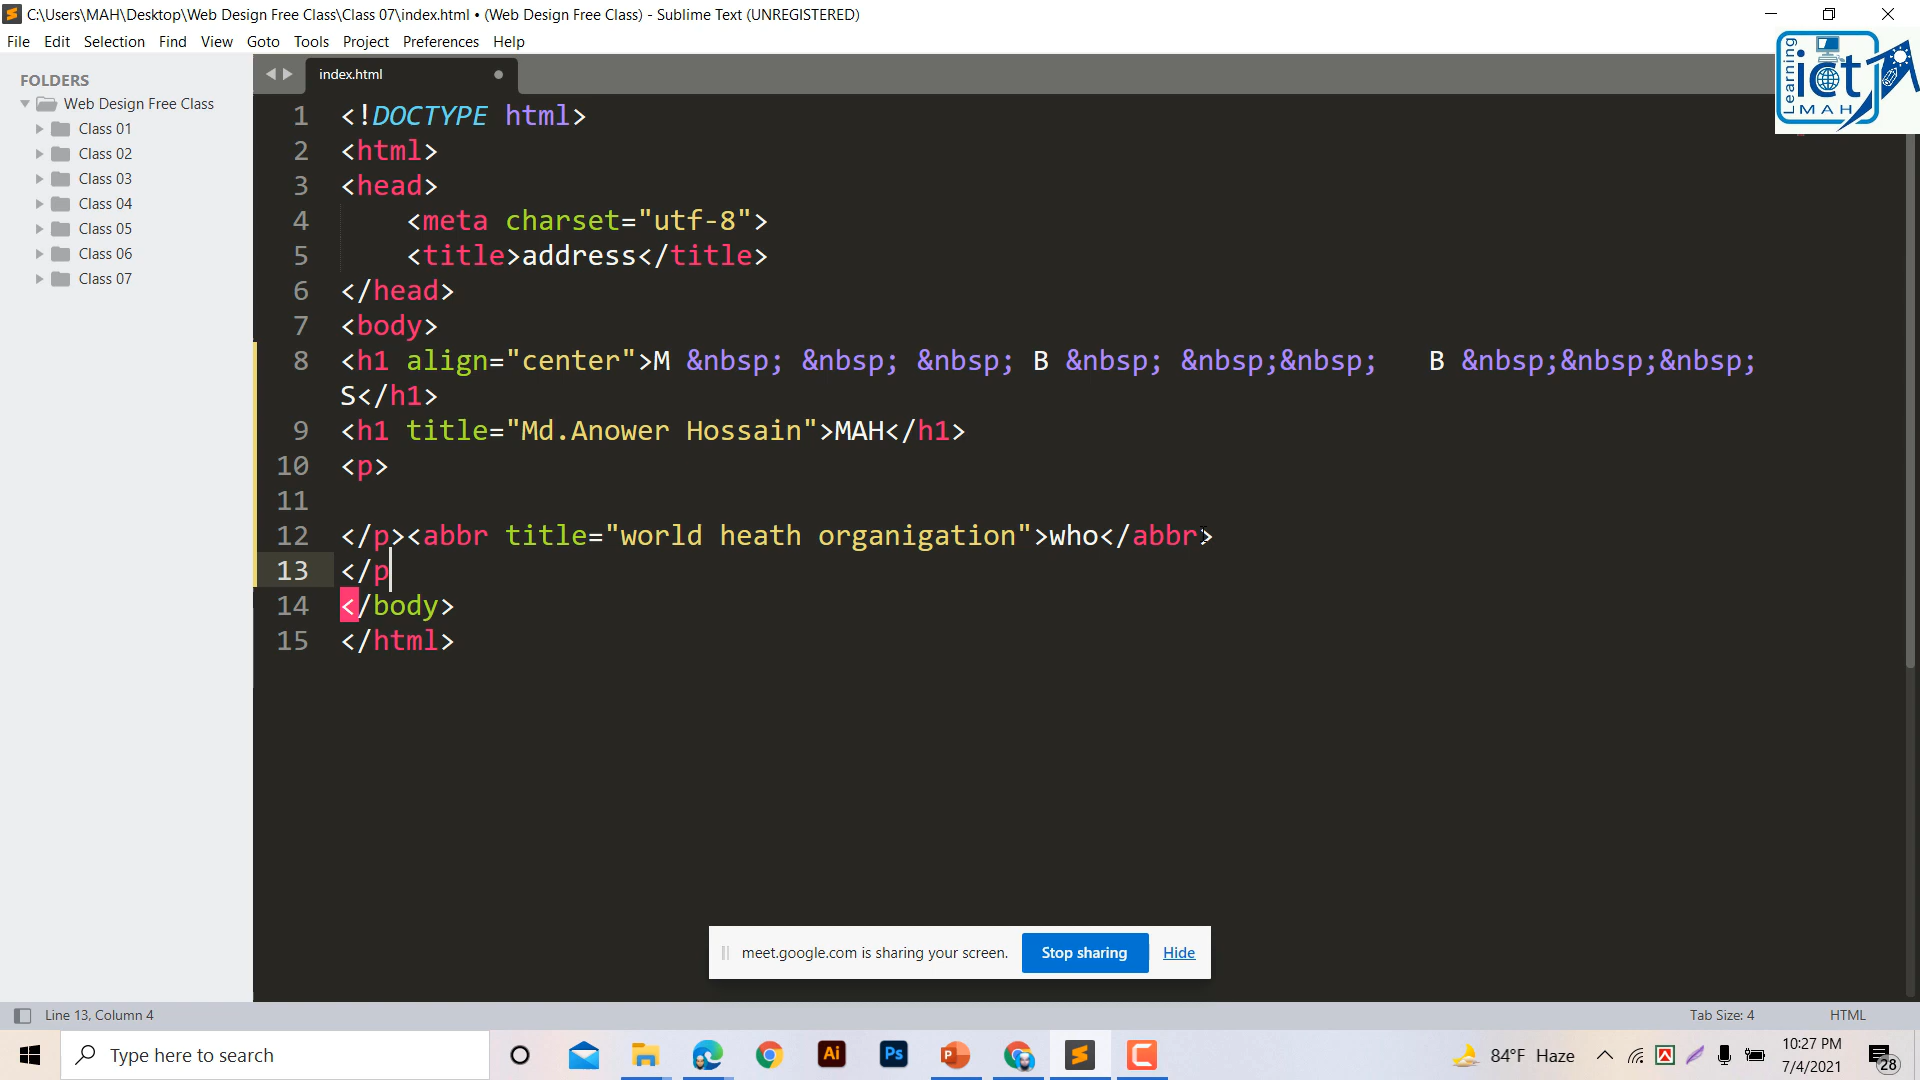 C:\Users\MAH\Desktop\Web Design Free Class\Class 07\index.html • (Web Design Free Class) - Sublime Text (UNREGISTERED)
File Edit Selection Find View Goto Tools Project Preferences Help
Learning
ict
MAH
FOLDERS
Web Design Free Class
Class 01
Class 02
Class 03
Class 04
Class 05
Class 06
Class 07
index.html
1 <!DOCTYPE html>
2 <html>
3 <head>
4 <meta charset="utf-8">
5 <title>address</title>
6 </head>
7 <body>
8 <h1 align="center">M &nbsp; &nbsp; &nbsp; B &nbsp; &nbsp;&nbsp; B &nbsp;&nbsp;&nbsp;
S</h1>
9 <h1 title="Md.Anower Hossain">MAH</h1>
10 <p>
11
12 </p><abbr title="world heath organigation">who</abbr>
13 </p
14 </body>
15 </html>
meet.google.com is sharing your screen. Stop sharing Hide
Line 13, Column 4 Tab Size: 4 HTML
Type here to search Ai Ps 84°F Haze 10:27 PM
7/4/2021 28